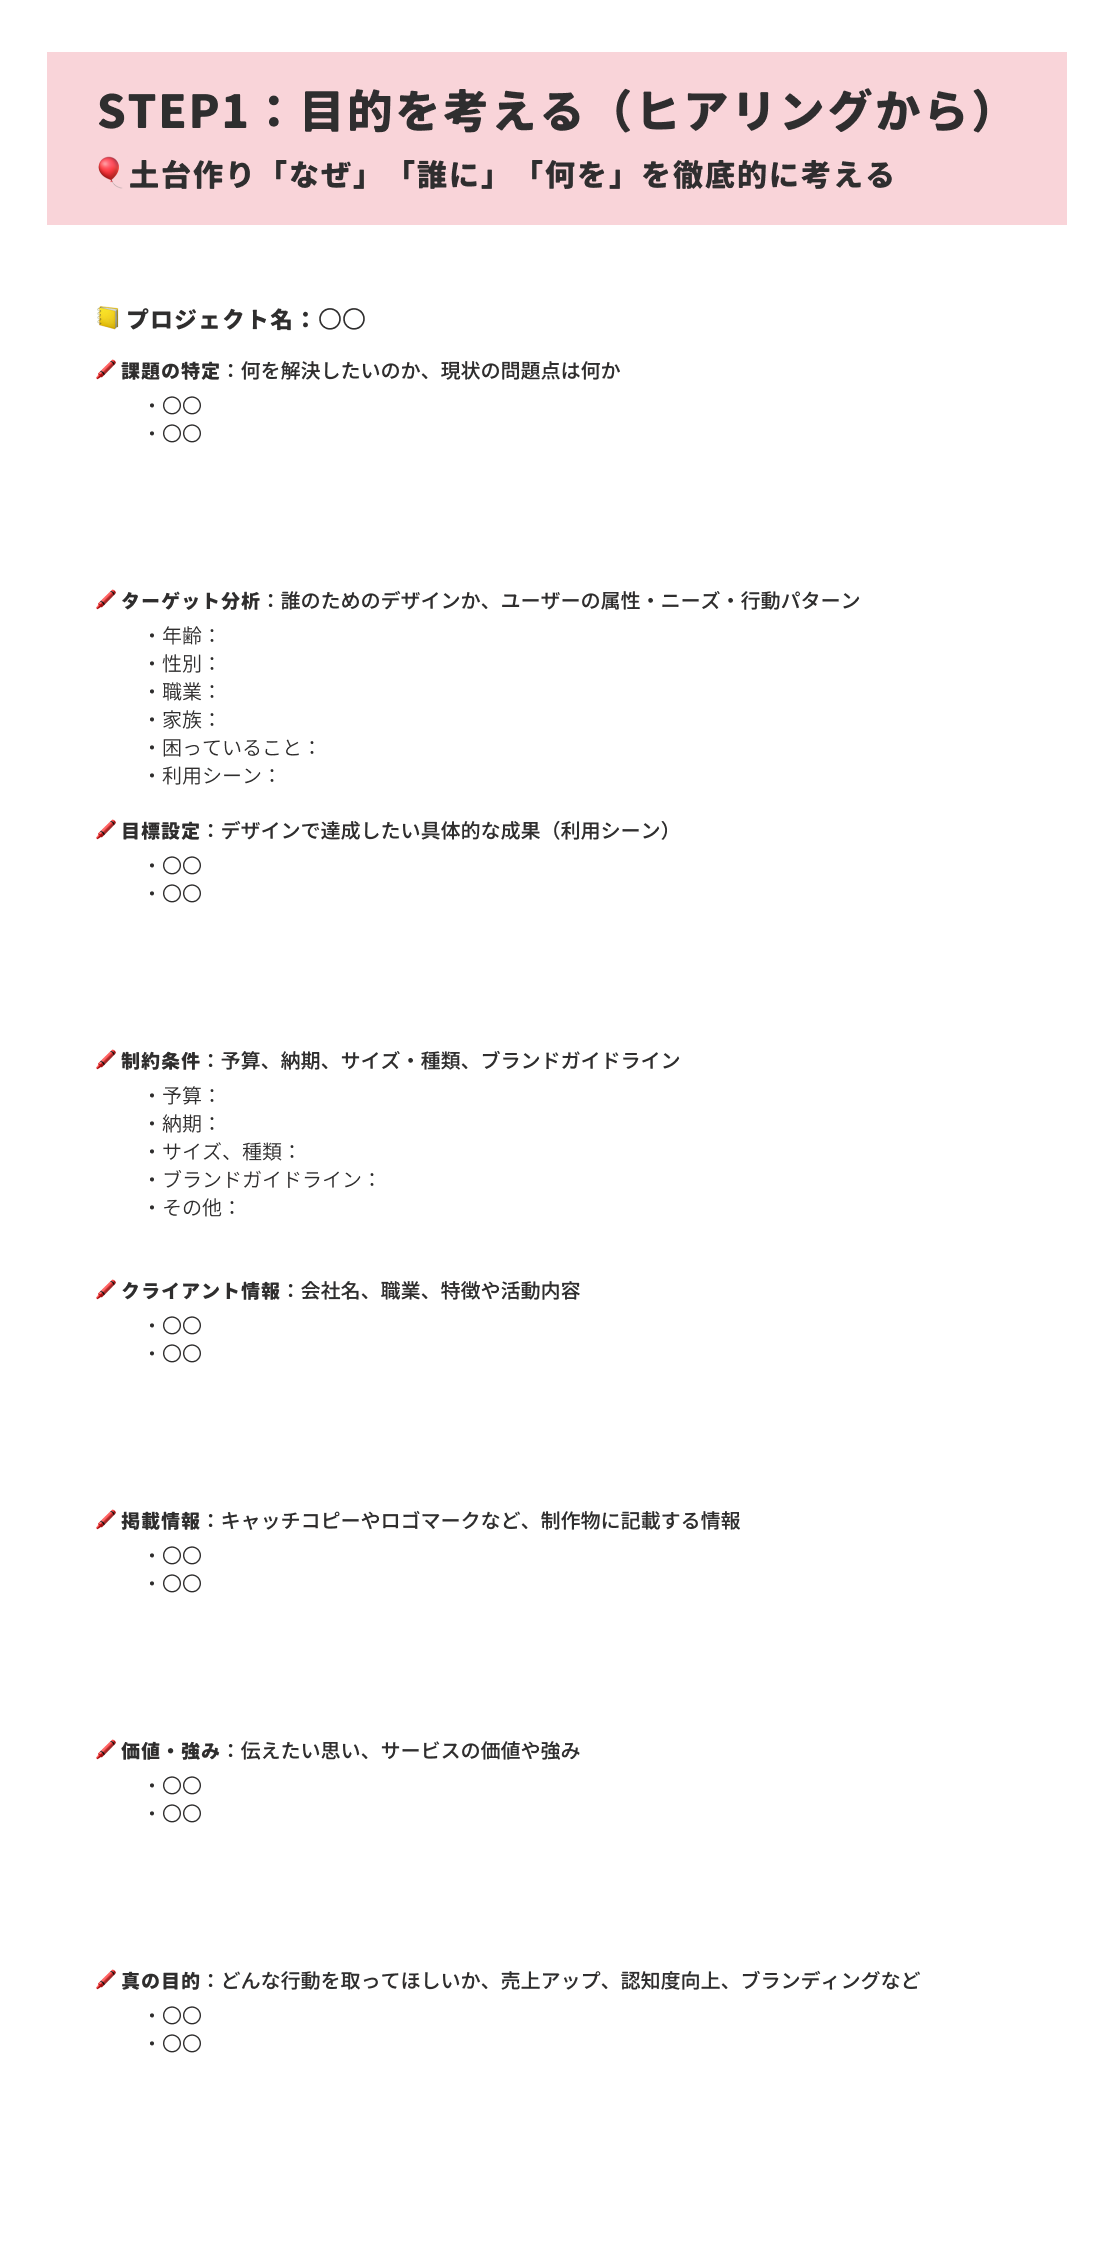 STEP1：目的を考える（ヒアリングから）
🎈土台作り「なぜ」「誰に」「何を」を徹底的に考える
📒 プロジェクト名：〇〇
🖍 課題の特定：何を解決したいのか、現状の問題点は何か
・〇〇
・〇〇
🖍 ターゲット分析：誰のためのデザインか、ユーザーの属性・ニーズ・行動パターン
・年齢：
・性別：
・職業：
・家族：
・困っていること：
・利用シーン：
🖍 目標設定：デザインで達成したい具体的な成果（利用シーン）
・〇〇
・〇〇
🖍 制約条件：予算、納期、サイズ・種類、ブランドガイドライン
・予算：
・納期：
・サイズ、種類：
・ブランドガイドライン：
・その他：
🖍 クライアント情報：会社名、職業、特徴や活動内容
・〇〇
・〇〇
🖍 掲載情報：キャッチコピーやロゴマークなど、制作物に記載する情報
・〇〇
・〇〇
🖍 価値・強み：伝えたい思い、サービスの価値や強み
・〇〇
・〇〇
🖍 真の目的：どんな行動を取ってほしいか、売上アップ、認知度向上、ブランディングなど
・〇〇
・〇〇